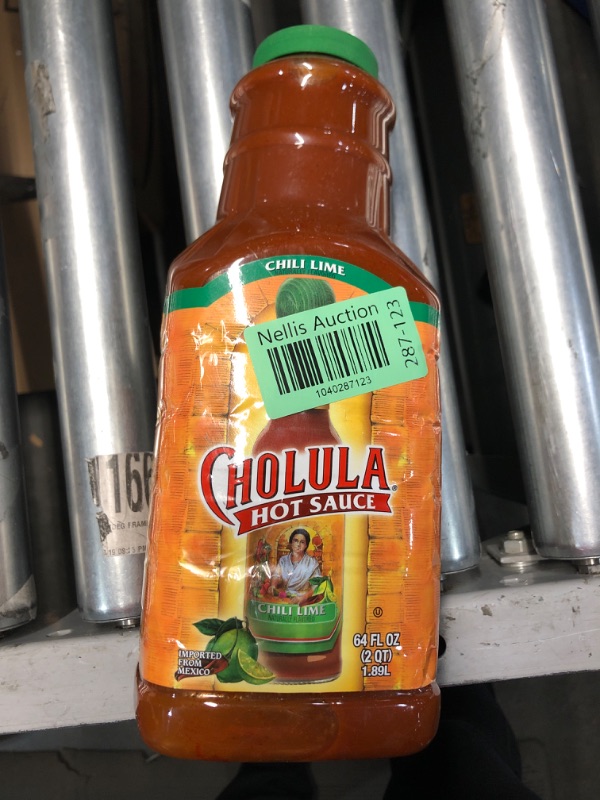 CHILI LIME
Nellis Auction
287-123
1040287123
CHOLULA®
HOT SAUCE
CHILI LIME
IMPORTED
FROM
MEXICO
U
64 FL OZ
(2 QT)
1.89L
116